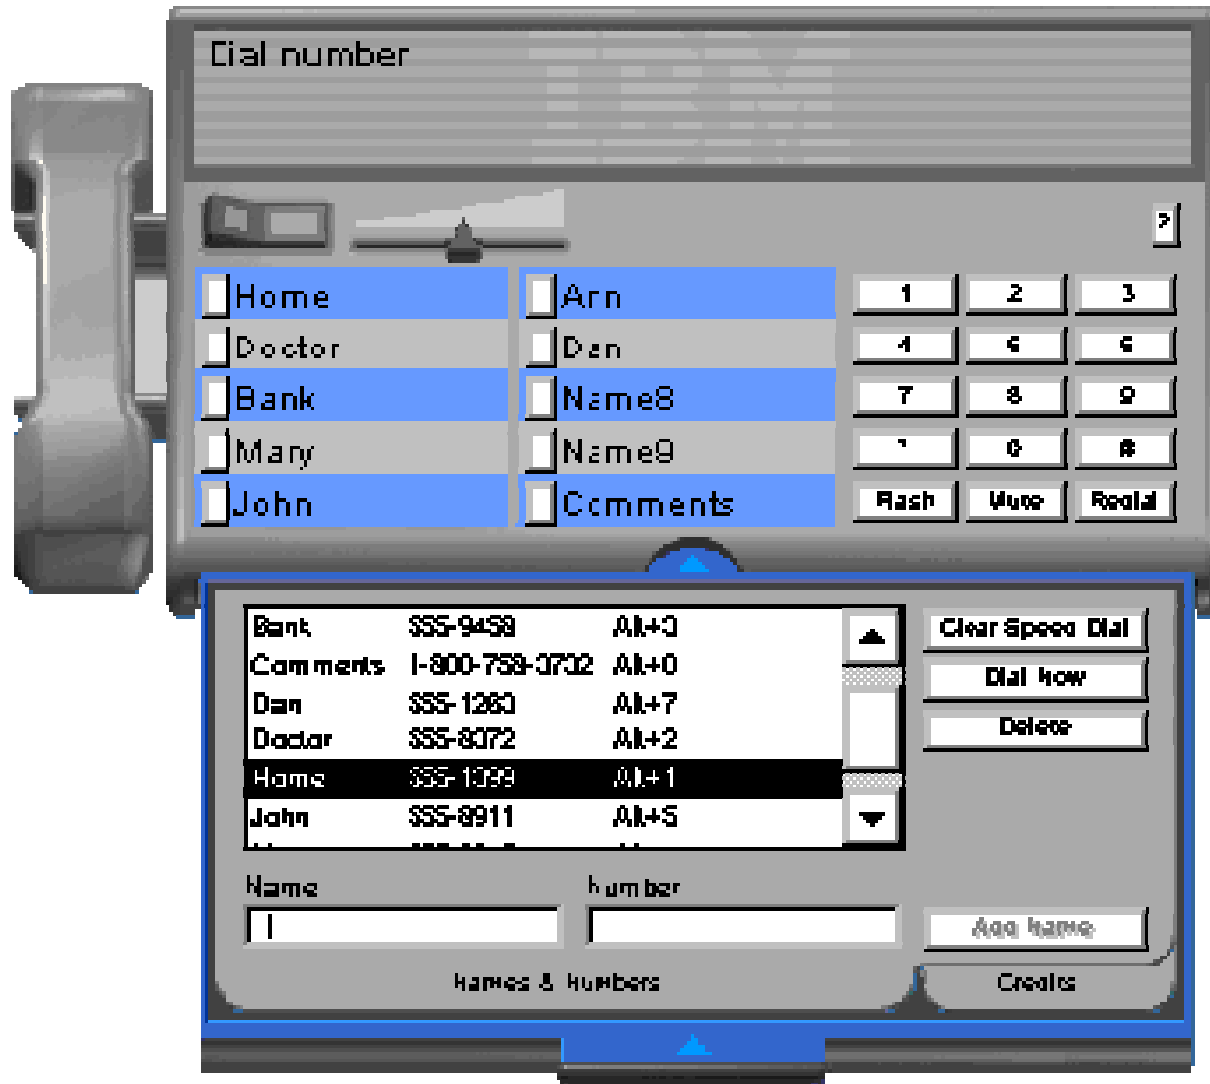 Dial number
IBM
?
Home Arn 1 2 3
Doctor Dan 4 5 6
Bank Name8 7 8 9
Mary Name9 * 0 #
John Comments Flash Mute Redial
Bank 555-9458 Alt+3 Clear Speed Dial
Comments 1-800-759-3732 Alt+0 Dial Now
Dan 555-1283 Alt+7
Doctor 555-8372 Alt+2 Delete
Home 555-1399 Alt+1
John 555-8911 Alt+5
Name Number
Add Name
Names & Numbers Credits